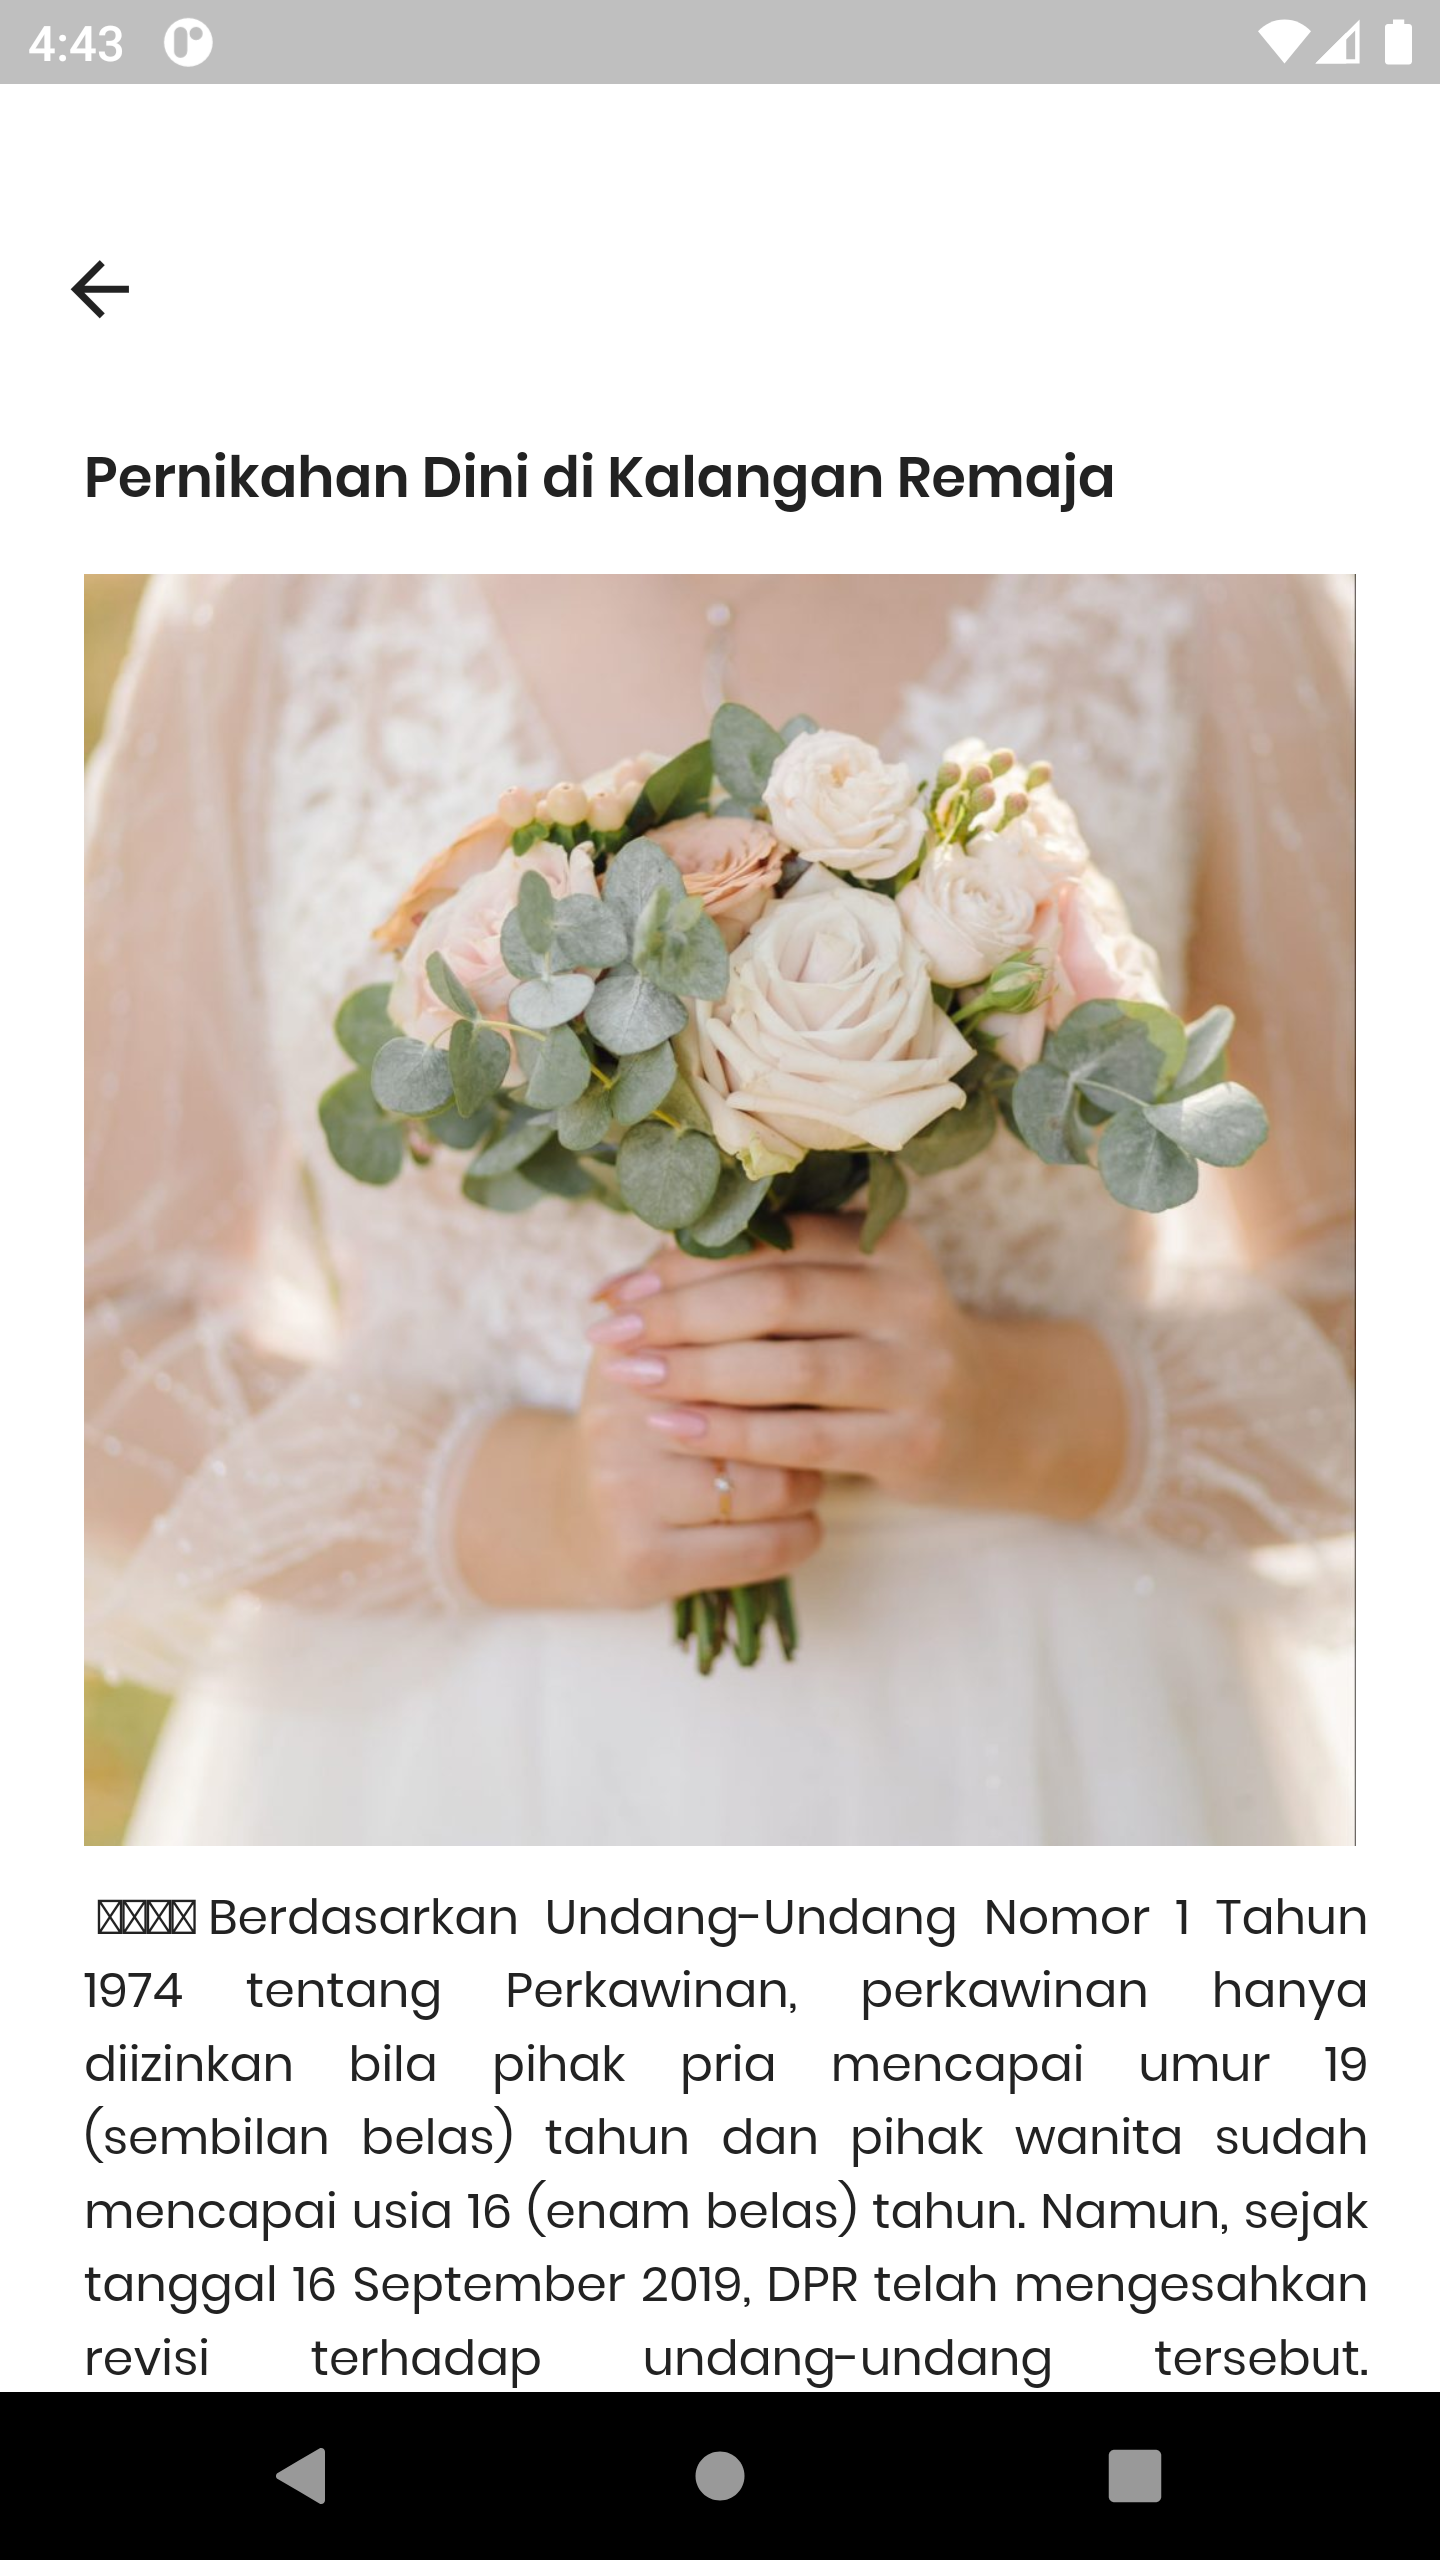 4:43
Pernikahan Dini di Kalangan Remaja
Berdasarkan Undang-Undang Nomor 1 Tahun
1974 tentang Perkawinan, perkawinan hanya
diizinkan bila pihak pria mencapai umur 19
(sembilan belas) tahun dan pihak wanita sudah
mencapai usia 16 (enam belas) tahun. Namun, sejak
tanggal 16 September 2019, DPR telah mengesahkan
revisi terhadap undang-undang tersebut.